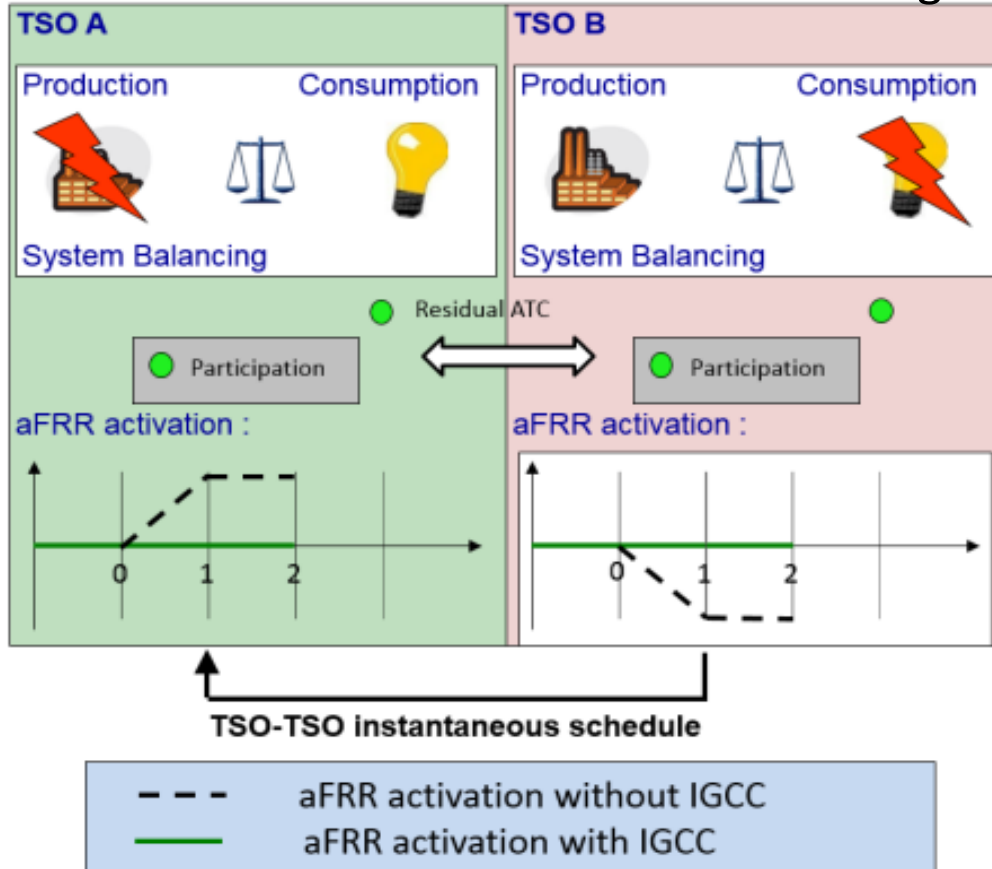 g
TSO A
TSO B
Production
Consumption
Production
Consumption
System Balancing
System Balancing
Residual ATC
Participation
Participation
aFRR activation :
aFRR activation :
0 1 2
0 1 2
TSO-TSO instantaneous schedule
aFRR activation without IGCC
aFRR activation with IGCC